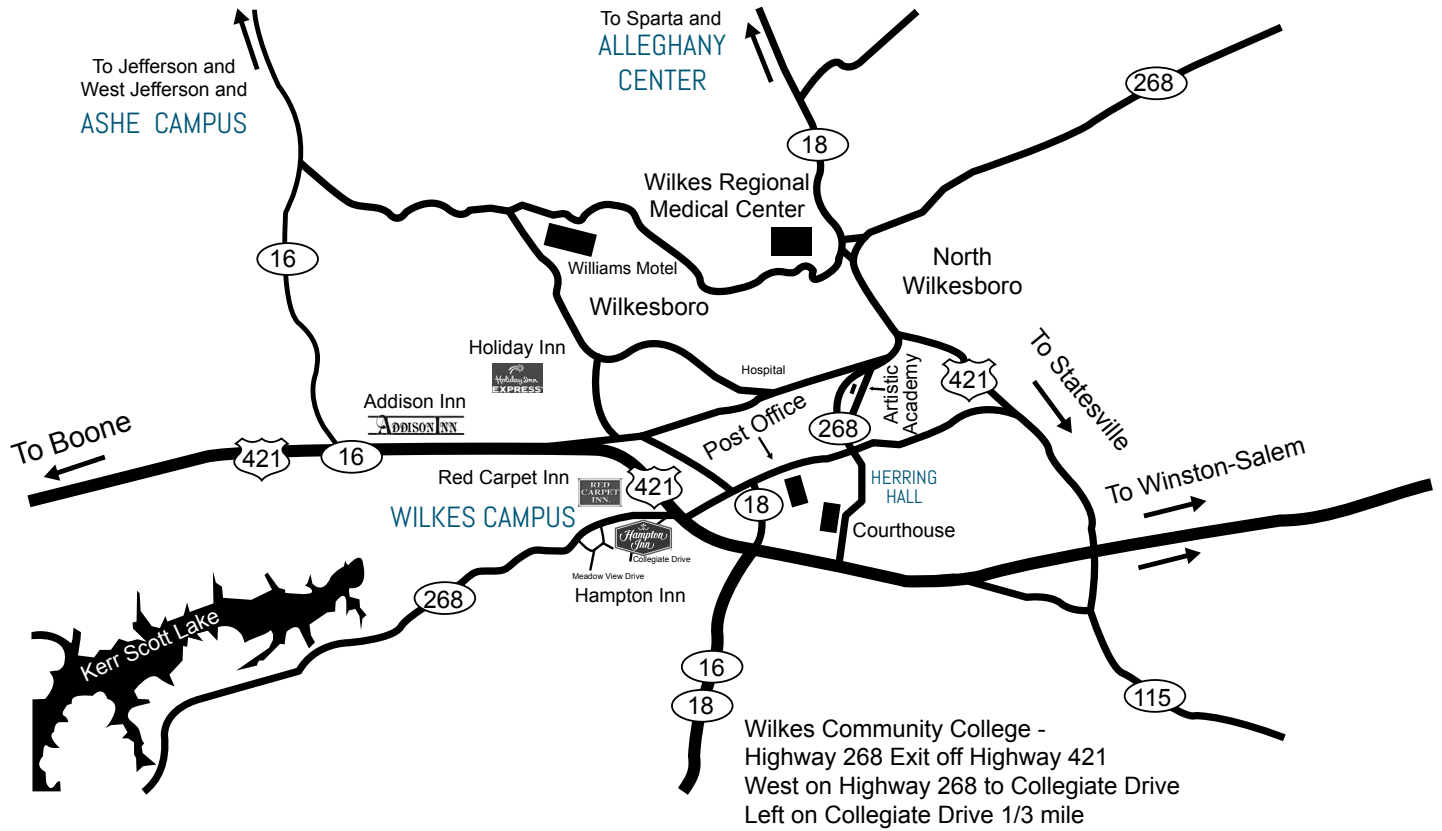 To Sparta and
ALLEGHANY
CENTER
To Jefferson and
West Jefferson and
ASHE CAMPUS
268
18
Wilkes Regional
Medical Center
16
Williams Motel
North
Wilkesboro
Wilkesboro
Holiday Inn
Holiday Inn
EXPRESS
Hospital
To Statesville
421
Artistic
Academy
Addison Inn
ADDISON INN
Post Office
268
To Boone
421
16
Red Carpet Inn
RED
CARPET
INN.
421
HERRING
HALL
To Winston-Salem
WILKES CAMPUS
18
Courthouse
Hampton
Inn
Collegiate Drive
Meadow View Drive
Hampton Inn
268
Kerr Scott Lake
16
18
115
Wilkes Community College -
Highway 268 Exit off Highway 421
West on Highway 268 to Collegiate Drive
Left on Collegiate Drive 1/3 mile